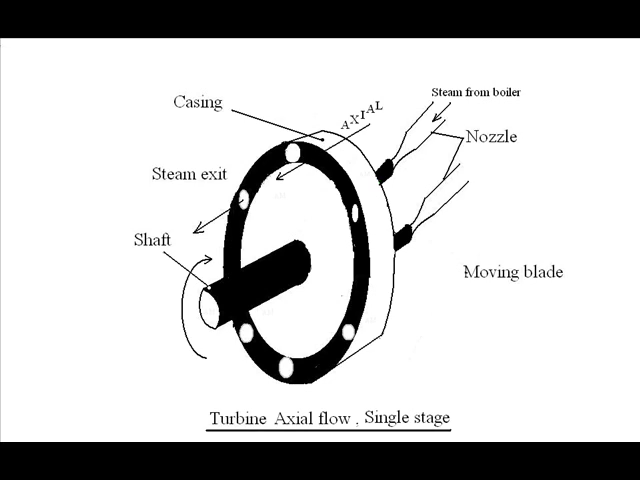 Steam from boiler
Casing
AXIAL
Nozzle
Steam exit
Shaft
Moving blade
Turbine Axial flow , Single stage